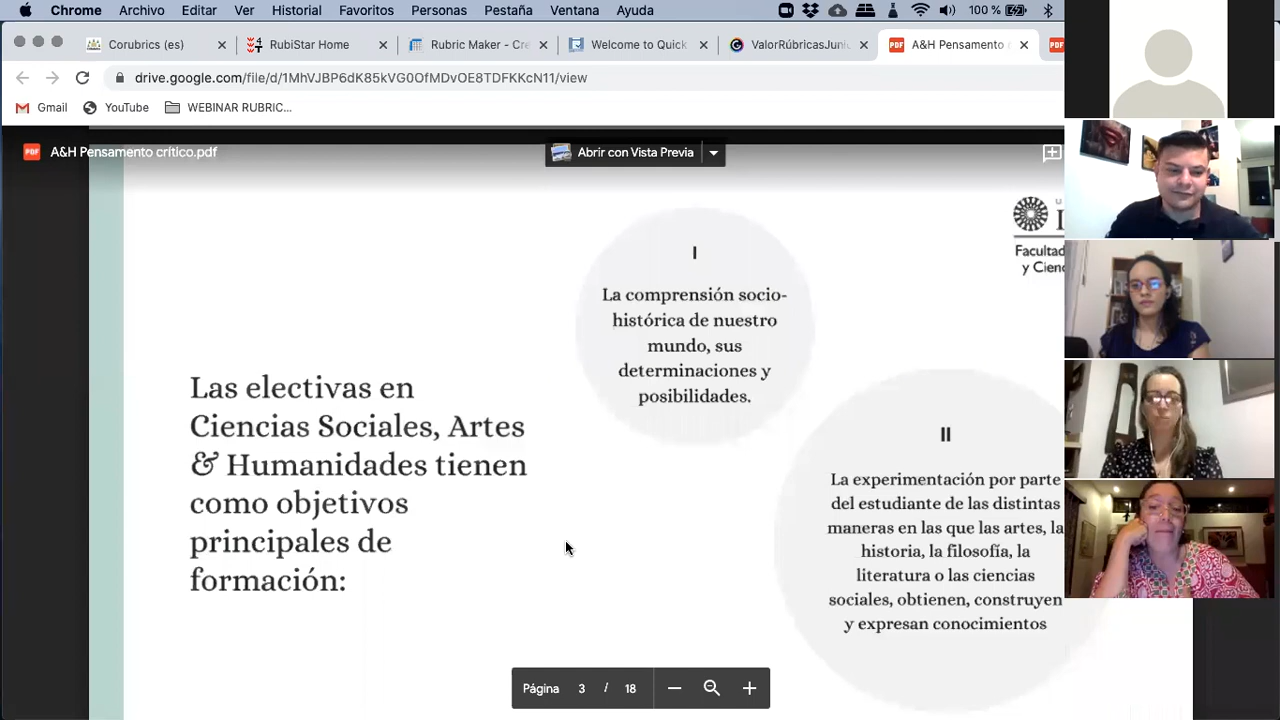 Chrome Archivo Editar Ver Historial Favoritos Personas Pestaña Ventana Ayuda 100 %
Corubrics (es) RubiStar Home Rubric Maker - Cre Welcome to Quick ValorRúbricasJuni A&H Pensamento c
drive.google.com/file/d/1MhVJBP6dK85kVG0OfMDvOE8TDFKKcN11/view
Gmail YouTube WEBINAR RUBRIC...
A&H Pensamento crítico.pdf Abrir con Vista Previa
Facultad
y Cienc
I
La comprensión socio-
histórica de nuestro
mundo, sus
determinaciones y
posibilidades.
Las electivas en
Ciencias Sociales, Artes
& Humanidades tienen
como objetivos
principales de
formación:
II
La experimentación por parte
del estudiante de las distintas
maneras en las que las artes, la
historia, la filosofía, la
literatura o las ciencias
sociales, obtienen, construyen
y expresan conocimientos
Página 3 / 18